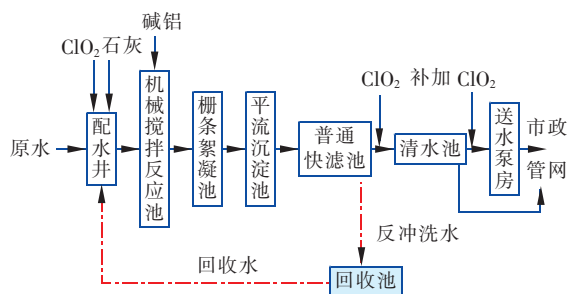 碱铝
ClO₂ 石灰
ClO₂ 补加 ClO₂
原水
配水井
机械搅拌反应池
栅条絮凝池
平流沉淀池
普通
快滤池
清水池
送水泵房
市政
管网
反冲洗水
回收水
回收池